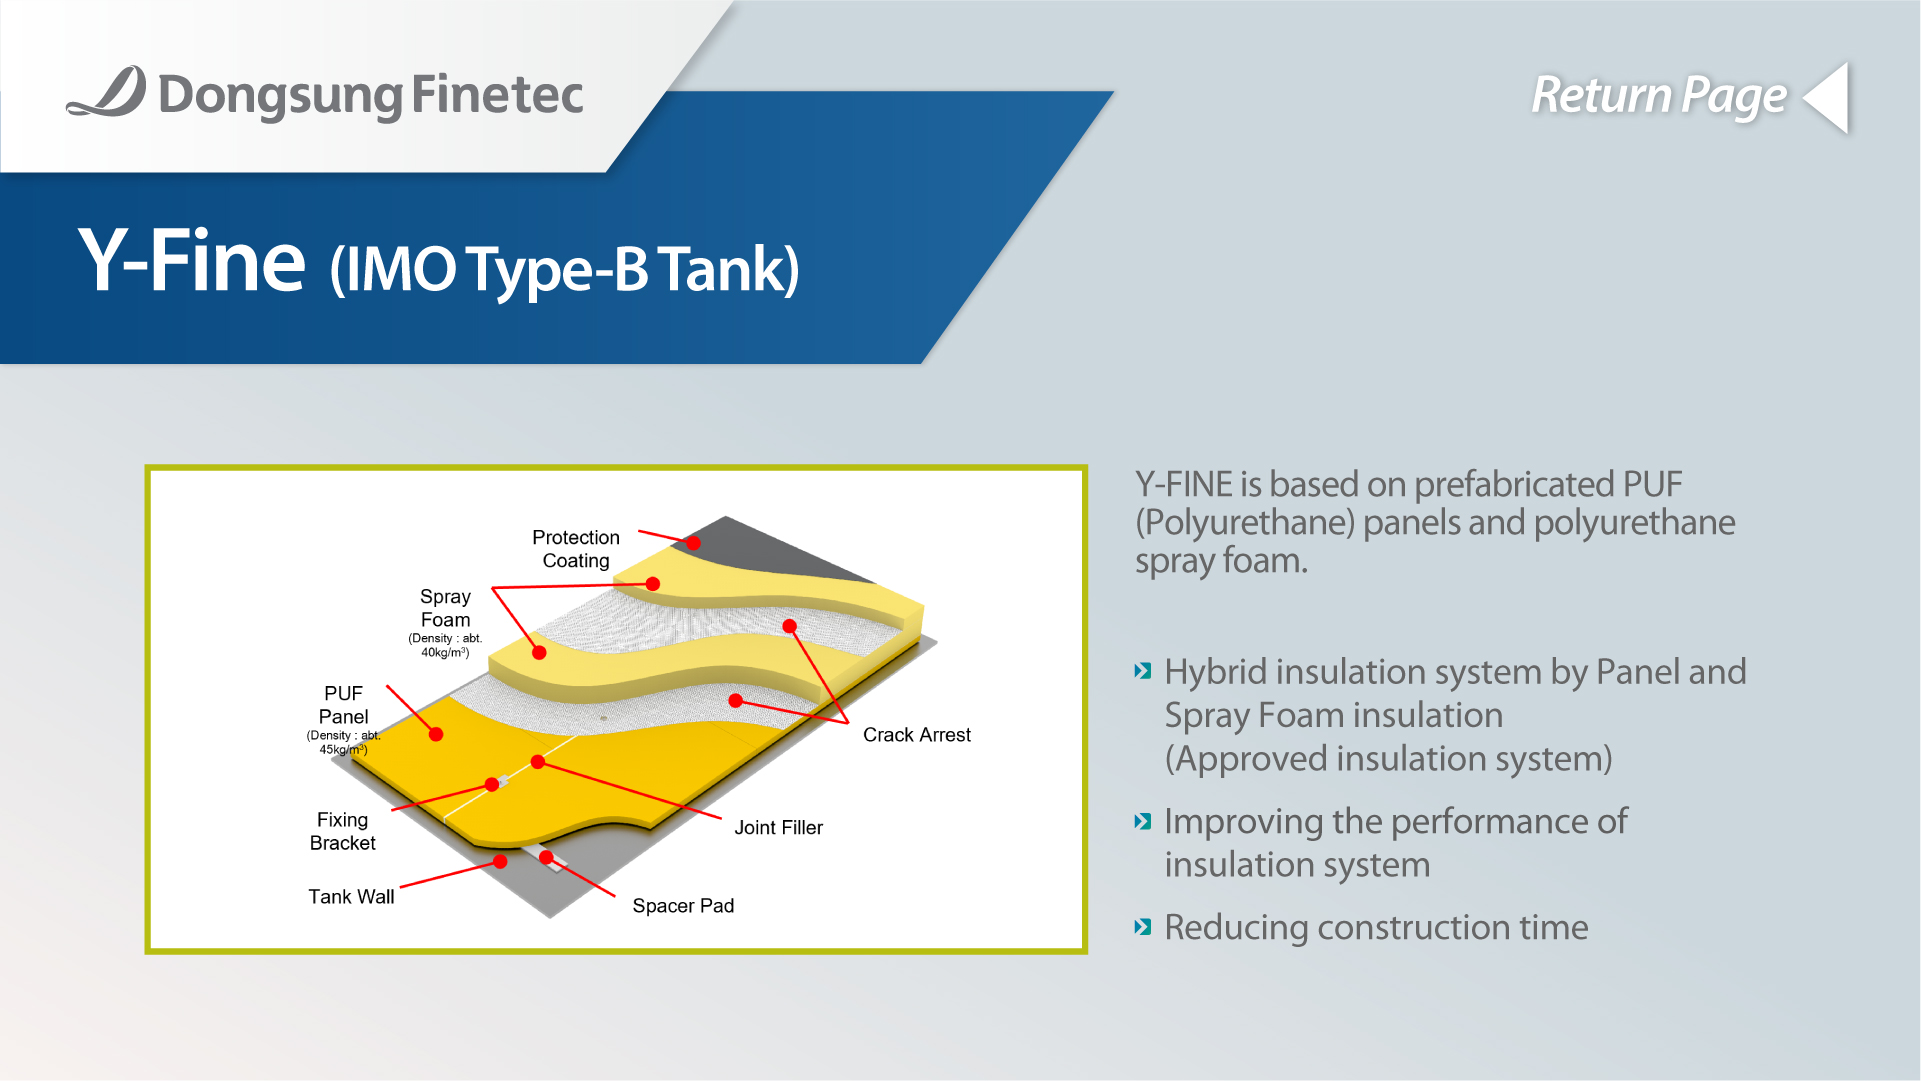 Dongsung Finetec
Return Page
Y-Fine (IMO Type-B Tank)
Protection
Coating
Spray
Foam
(Density : abt.
40kg/m³)
PUF
Panel
(Density : abt.
45kg/m³)
Fixing
Bracket
Tank Wall
Crack Arrest
Joint Filler
Spacer Pad
Y-FINE is based on prefabricated PUF
(Polyurethane) panels and polyurethane
spray foam.
Hybrid insulation system by Panel and
Spray Foam insulation
(Approved insulation system)
Improving the performance of
insulation system
Reducing construction time